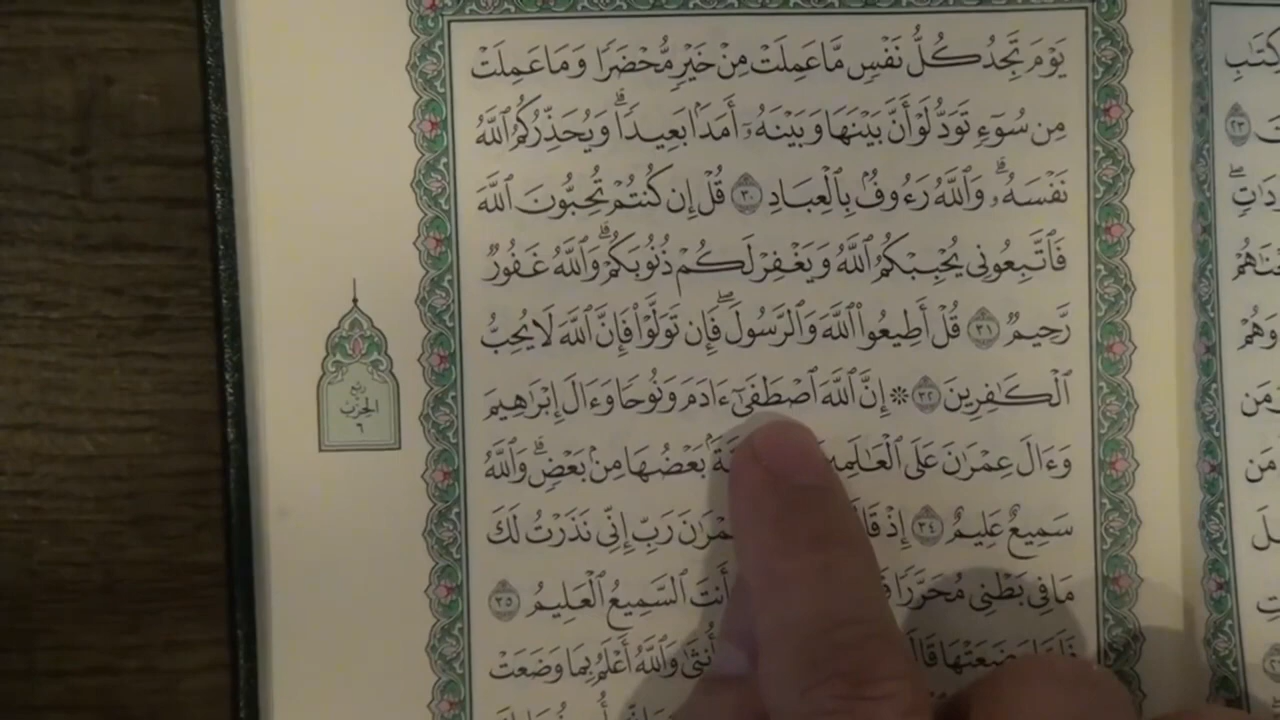 يَوْمَ تَجِدُ كُلُّ نَفْسٍ مَّا عَمِلَتْ مِنْ خَيْرٍ مُّحْضَرًا وَمَا عَمِلَتْ
مِن سُوٓءٍ تَوَدُّ لَوْ أَنَّ بَيْنَهَا وَبَيْنَهُۥٓ أَمَدَۢا بَعِيدًا ۗ وَيُحَذِّرُكُمُ ٱللَّهُ
نَفْسَهُۥ ۗ وَٱللَّهُ رَءُوفُۢ بِٱلْعِبَادِ ٣٠ قُلْ إِن كُنتُمْ تُحِبُّونَ ٱللَّهَ
فَٱتَّبِعُونِى يُحْبِبْكُمُ ٱللَّهُ وَيَغْفِرْ لَكُمْ ذُنُوبَكُمْ ۗ وَٱللَّهُ غَفُورٌ
رَّحِيمٌ ٣١ قُلْ أَطِيعُوا۟ ٱللَّهَ وَٱلرَّسُولَ ۖ فَإِن تَوَلَّوْا۟ فَإِنَّ ٱللَّهَ لَا يُحِبُّ
ٱلْكَٰفِرِينَ ٣٢ ۞ إِنَّ ٱللَّهَ ٱصْطَفَىٰٓ ءَادَمَ وَنُوحًا وَءَالَ إِبْرَٰهِيمَ
وَءَالَ عِمْرَٰنَ عَلَى بَعْضُهَا مِنۢ بَعْضٍ ۗ وَٱللَّهُ
سَمِيعٌ عَلِيمٌ ٣٤ إِذْ رَبِّ إِنِّى نَذَرْتُ لَكَ
مَا فِى بَطْنِى مُحَرَّرًا أَنتَ ٱلسَّمِيعُ ٱلْعَلِيمُ ٣٥
فَلَمَّا وَضَعَتْهَا أُنثَىٰ وَٱللَّهُ أَعْلَمُ بِمَا وَضَعَتْ
ربع
الحزب
٦
٢٣
وَهُمْ
مَن